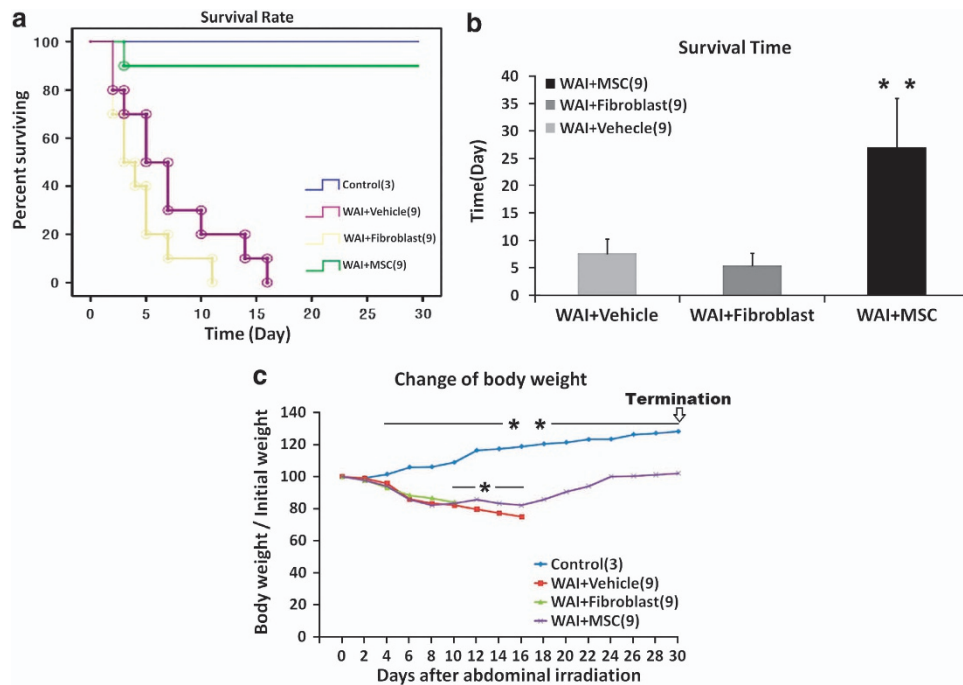 a
Survival Rate
Percent surviving
100
80
60
40
20
0
Control(3)
WAI+Vehicle(9)
WAI+Fibroblast(9)
WAI+MSC(9)
0 5 10 15 20 25 30
Time (Day)
b
Survival Time
Time(Day)
40
35
30
25
20
15
10
5
0
WAI+MSC(9)
WAI+Fibroblast(9)
WAI+Vehecle(9)
* *
WAI+Vehicle WAI+Fibroblast WAI+MSC
c
Change of body weight
Termination
Body weight / Initial weight
140
120
100
80
60
40
20
0
* *
*
Control(3)
WAI+Vehicle(9)
WAI+Fibroblast(9)
WAI+MSC(9)
0 2 4 6 8 10 12 14 16 18 20 22 24 26 28 30
Days after abdominal irradiation